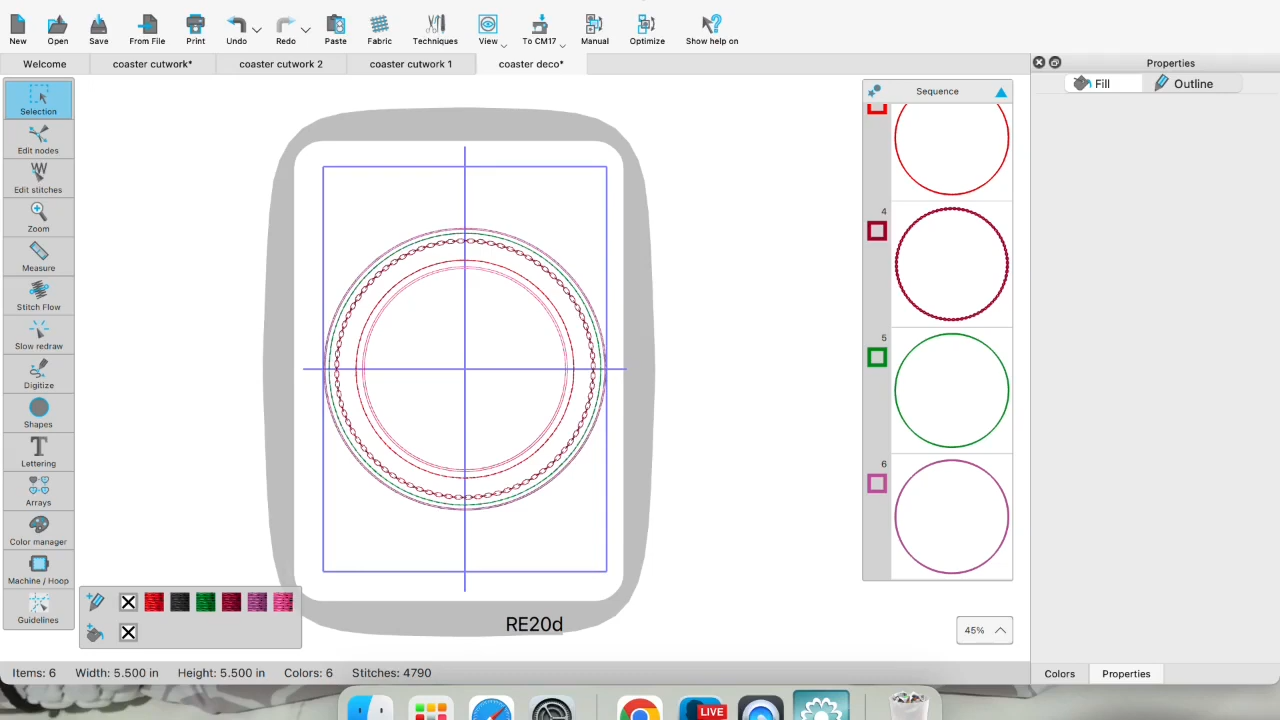 New Open Save From File Print Undo Redo Paste Fabric Techniques View To CM17 Manual Optimize Show help on
Welcome coaster cutwork* coaster cutwork 2 coaster cutwork 1 coaster deco* Properties
Fill Outline
Selection
Edit nodes
Edit stitches
Zoom
Measure
Stitch Flow
Slow redraw
Digitize
Shapes
Lettering
Arrays
Color manager
Machine / Hoop
Guidelines
RE20d
Sequence
4
5
6
45%
Items: 6 Width: 5.500 in Height: 5.500 in Colors: 6 Stitches: 4790
Colors Properties
LIVE